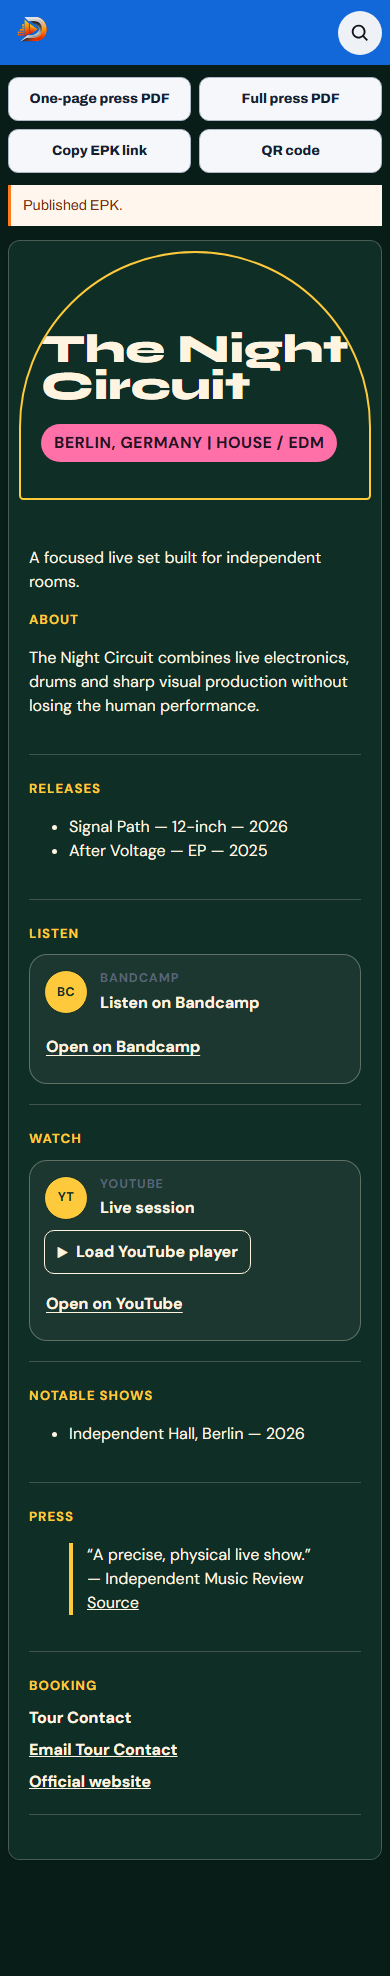 One-page press PDF
Full press PDF
Copy EPK link
QR code
Published EPK.
The Night
Circuit
BERLIN, GERMANY | HOUSE / EDM
A focused live set built for independent
rooms.
ABOUT
The Night Circuit combines live electronics,
drums and sharp visual production without
losing the human performance.
RELEASES
• Signal Path — 12-inch — 2026
• After Voltage — EP — 2025
LISTEN
BC
BANDCAMP
Listen on Bandcamp
Open on Bandcamp
WATCH
YT
YOUTUBE
Live session
▶ Load YouTube player
Open on YouTube
NOTABLE SHOWS
• Independent Hall, Berlin — 2026
PRESS
“A precise, physical live show.”
— Independent Music Review
Source
BOOKING
Tour Contact
Email Tour Contact
Official website